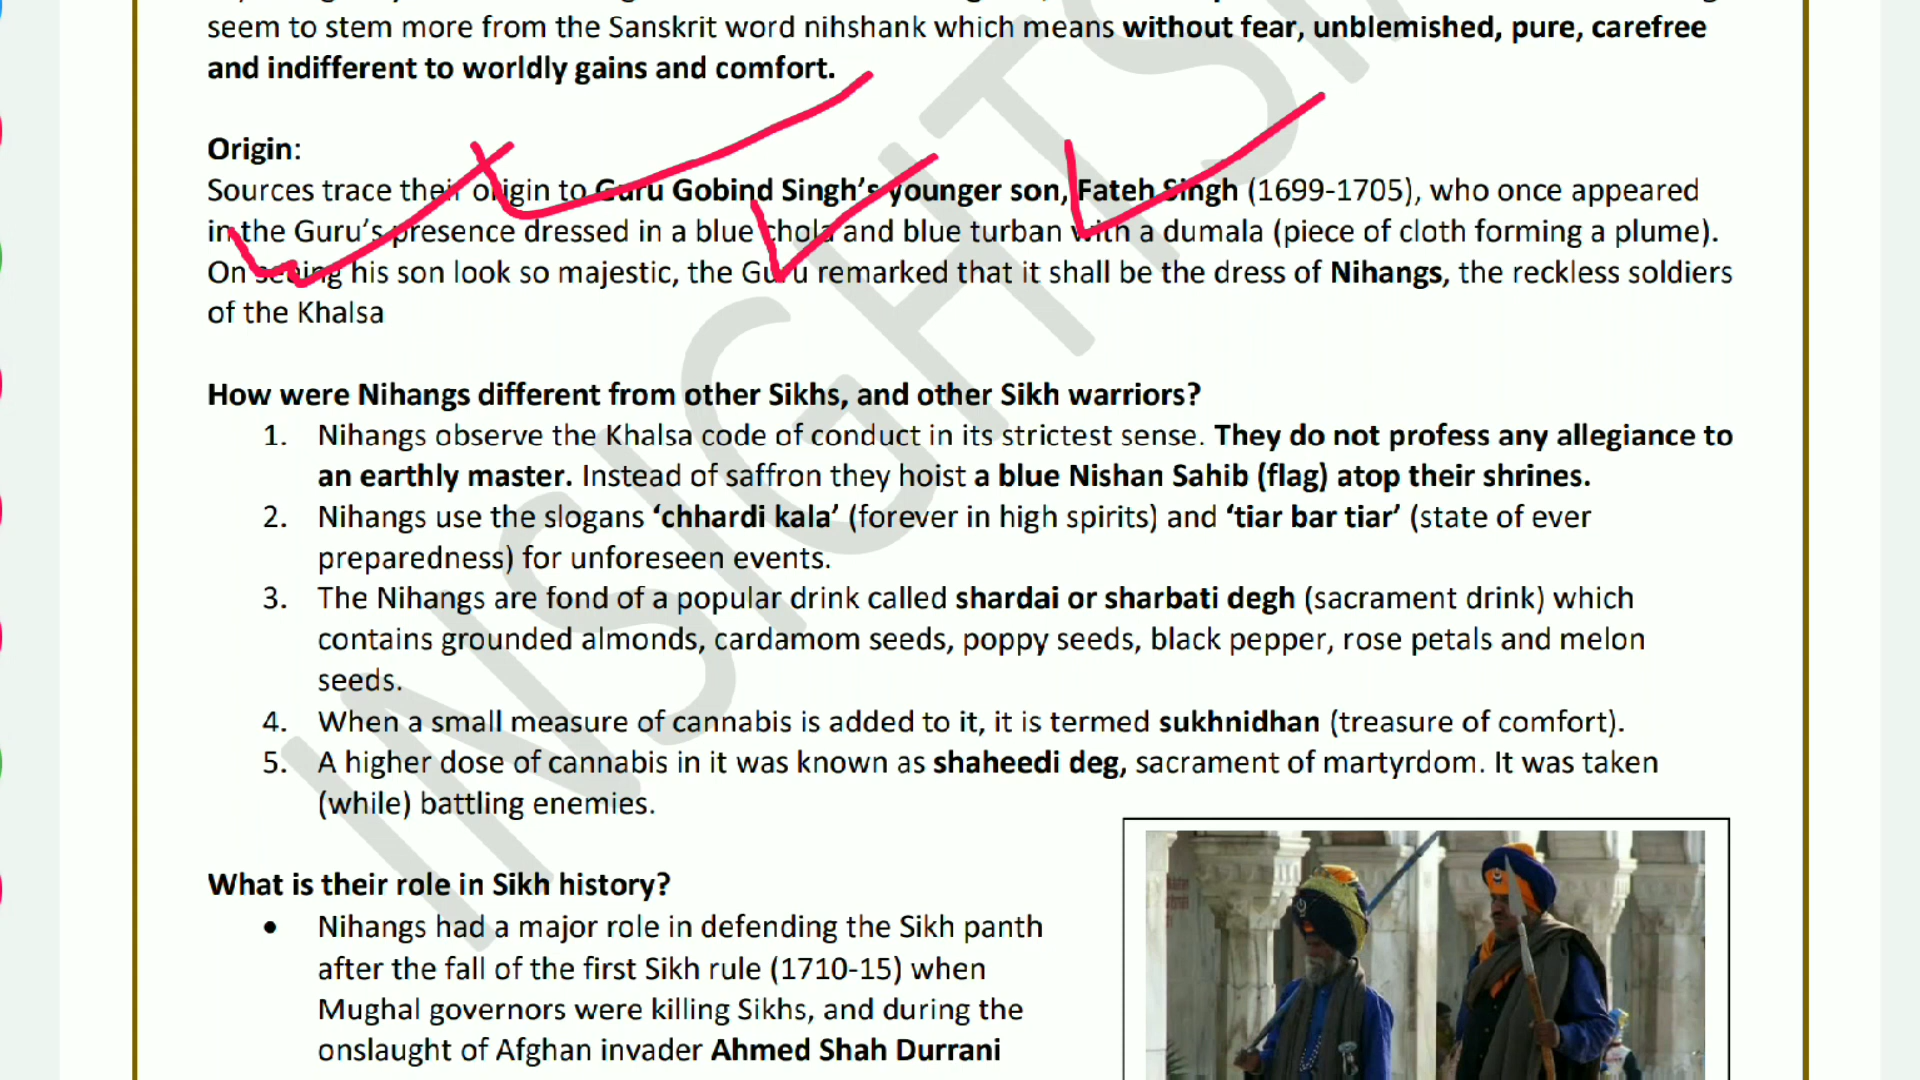 seem to stem more from the Sanskrit word nihshank which means without fear, unblemished, pure, carefree
and indifferent to worldly gains and comfort.
Origin:
Sources trace their origin to Guru Gobind Singh's younger son, Fateh Singh (1699-1705), who once appeared
in the Guru's presence dressed in a blue chola and blue turban with a dumala (piece of cloth forming a plume).
On seeing his son look so majestic, the Guru remarked that it shall be the dress of Nihangs, the reckless soldiers
of the Khalsa
How were Nihangs different from other Sikhs, and other Sikh warriors?
1. Nihangs observe the Khalsa code of conduct in its strictest sense. They do not profess any allegiance to
an earthly master. Instead of saffron they hoist a blue Nishan Sahib (flag) atop their shrines.
2. Nihangs use the slogans ‘chhardi kala’ (forever in high spirits) and ‘tiar bar tiar’ (state of ever
preparedness) for unforeseen events.
3. The Nihangs are fond of a popular drink called shardai or sharbati degh (sacrament drink) which
contains grounded almonds, cardamom seeds, poppy seeds, black pepper, rose petals and melon
seeds.
4. When a small measure of cannabis is added to it, it is termed sukhnidhan (treasure of comfort).
5. A higher dose of cannabis in it was known as shaheedi deg, sacrament of martyrdom. It was taken
(while) battling enemies.
What is their role in Sikh history?
• Nihangs had a major role in defending the Sikh panth
after the fall of the first Sikh rule (1710-15) when
Mughal governors were killing Sikhs, and during the
onslaught of Afghan invader Ahmed Shah Durrani
INSIGHTS